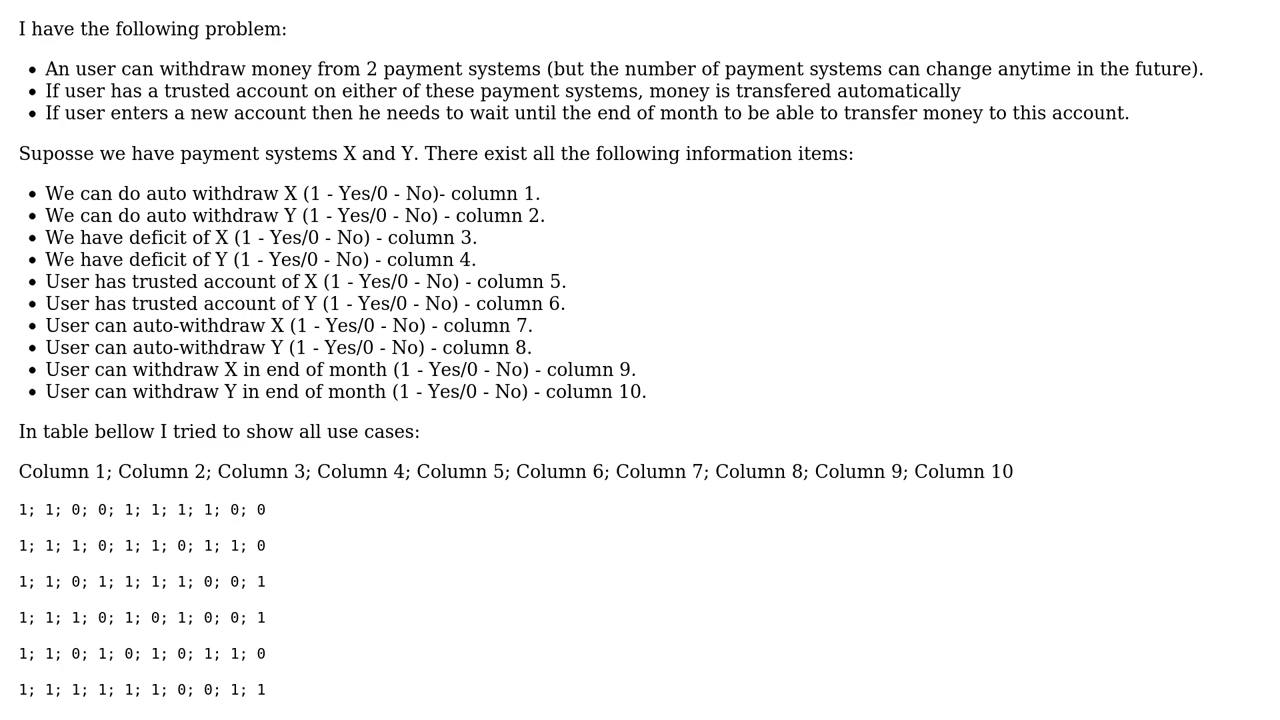 I have the following problem:
An user can withdraw money from 2 payment systems (but the number of payment systems can change anytime in the future).
If user has a trusted account on either of these payment systems, money is transfered automatically
If user enters a new account then he needs to wait until the end of month to be able to transfer money to this account.
Suposse we have payment systems X and Y. There exist all the following information items:
We can do auto withdraw X (1 - Yes/0 - No)- column 1.
We can do auto withdraw Y (1 - Yes/0 - No) - column 2.
We have deficit of X (1 - Yes/0 - No) - column 3.
We have deficit of Y (1 - Yes/0 - No) - column 4.
User has trusted account of X (1 - Yes/0 - No) - column 5.
User has trusted account of Y (1 - Yes/0 - No) - column 6.
User can auto-withdraw X (1 - Yes/0 - No) - column 7.
User can auto-withdraw Y (1 - Yes/0 - No) - column 8.
User can withdraw X in end of month (1 - Yes/0 - No) - column 9.
User can withdraw Y in end of month (1 - Yes/0 - No) - column 10.
In table bellow I tried to show all use cases:
Column 1; Column 2; Column 3; Column 4; Column 5; Column 6; Column 7; Column 8; Column 9; Column 10
1; 1; 0; 0; 1; 1; 1; 1; 0; 0
1; 1; 1; 0; 1; 1; 0; 1; 1; 0
1; 1; 0; 1; 1; 1; 1; 0; 0; 1
1; 1; 1; 0; 1; 0; 1; 0; 0; 1
1; 1; 0; 1; 0; 1; 0; 1; 1; 0
1; 1; 1; 1; 1; 1; 0; 0; 1; 1